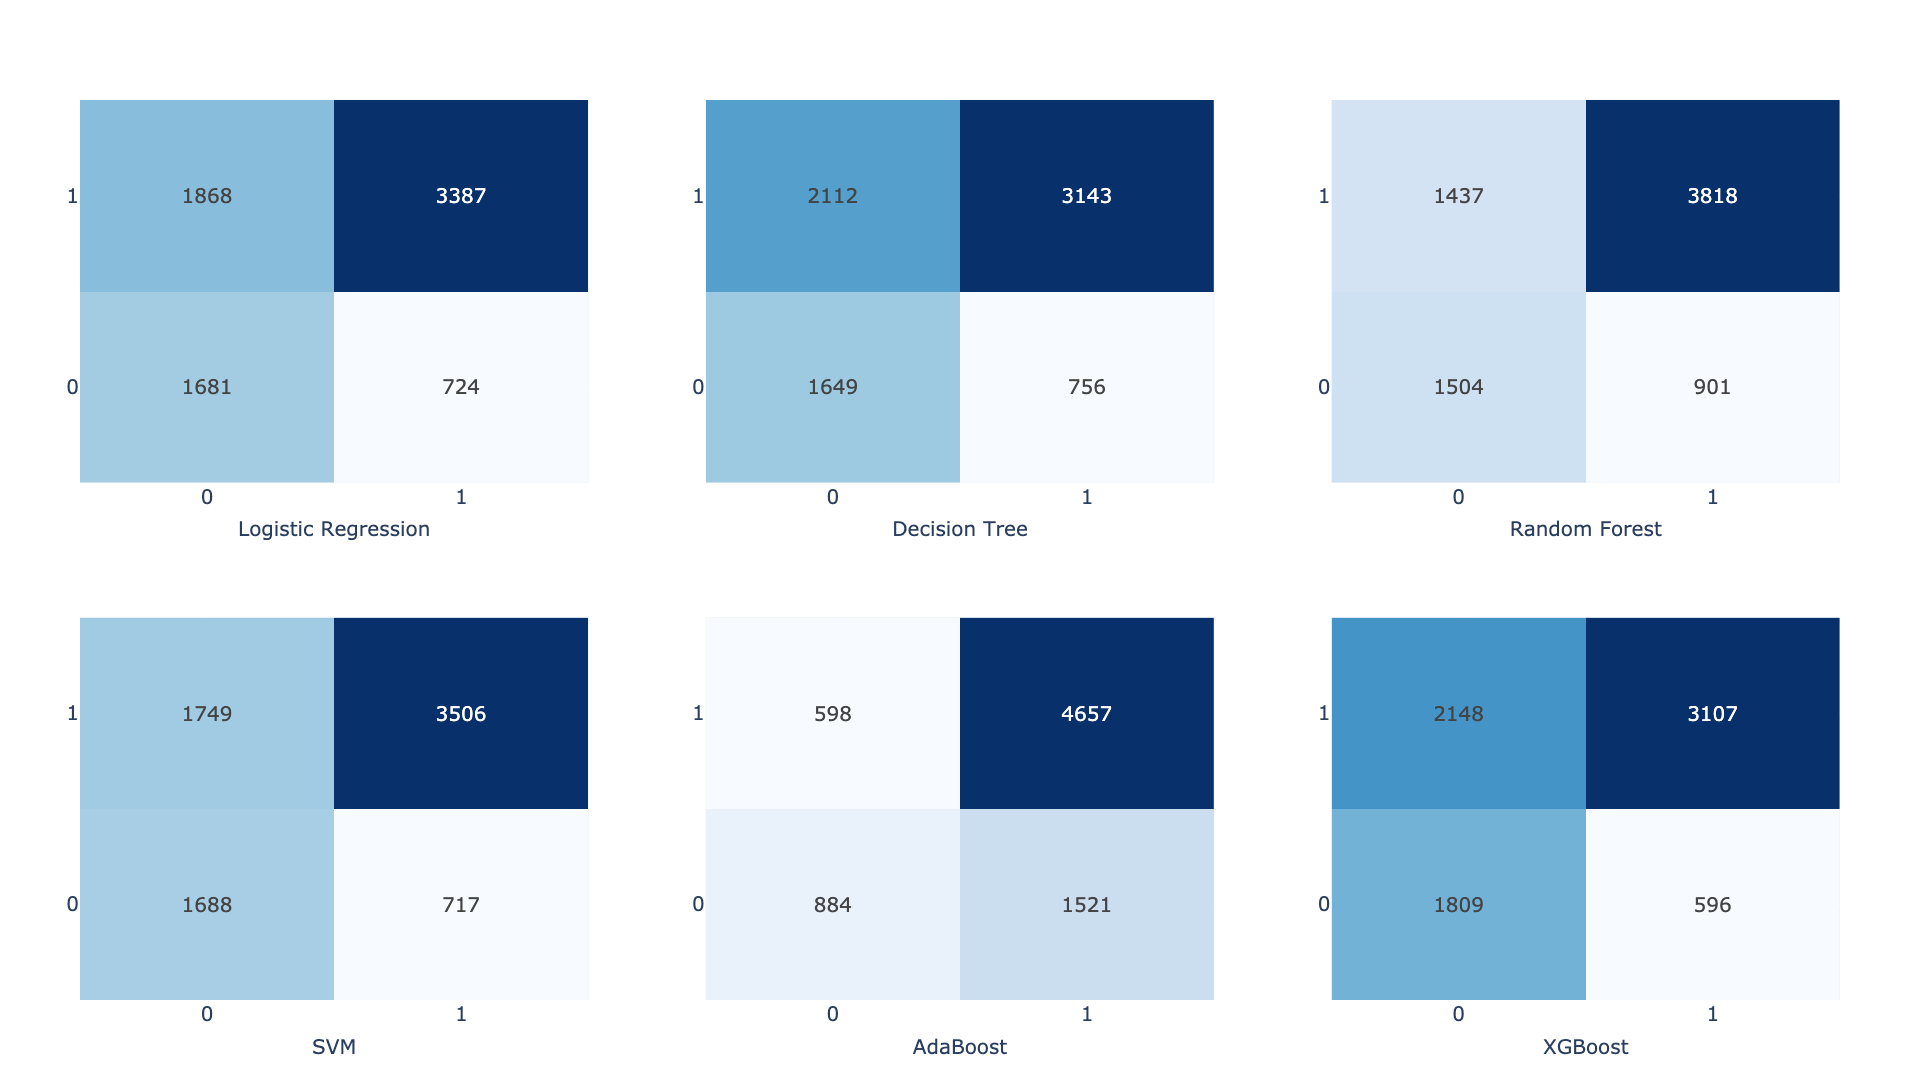 1 1868 3387 1 2112 3143 1 1437 3818
0 1681 724 0 1649 756 0 1504 901
0 1 0 1 0 1
Logistic Regression Decision Tree Random Forest
1 1749 3506 1 598 4657 1 2148 3107
0 1688 717 0 884 1521 0 1809 596
0 1 0 1 0 1
SVM AdaBoost XGBoost